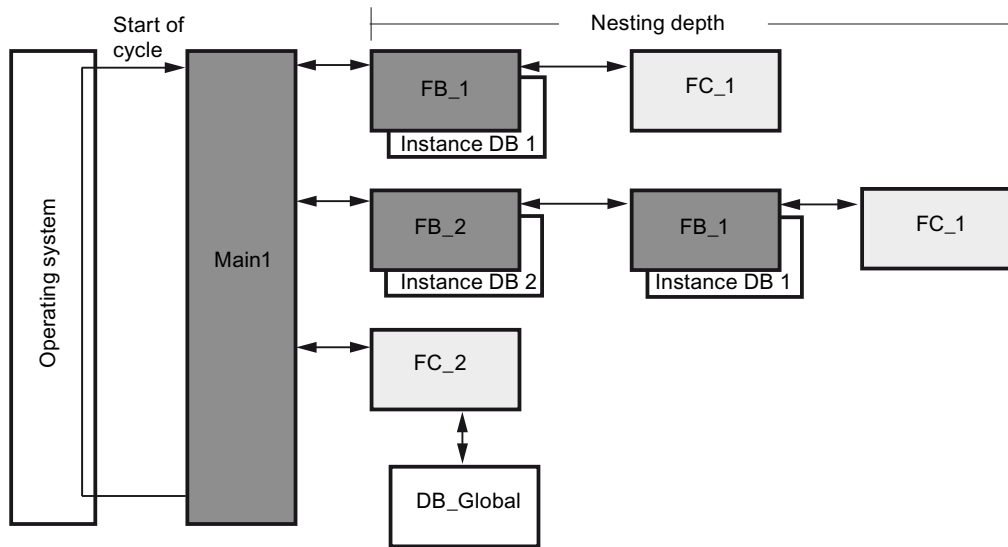 Start of
cycle
Nesting depth
FB_1
FC_1
Instance DB 1
Operating system
Main1
FB_2
FB_1
FC_1
Instance DB 2
Instance DB 1
FC_2
DB_Global